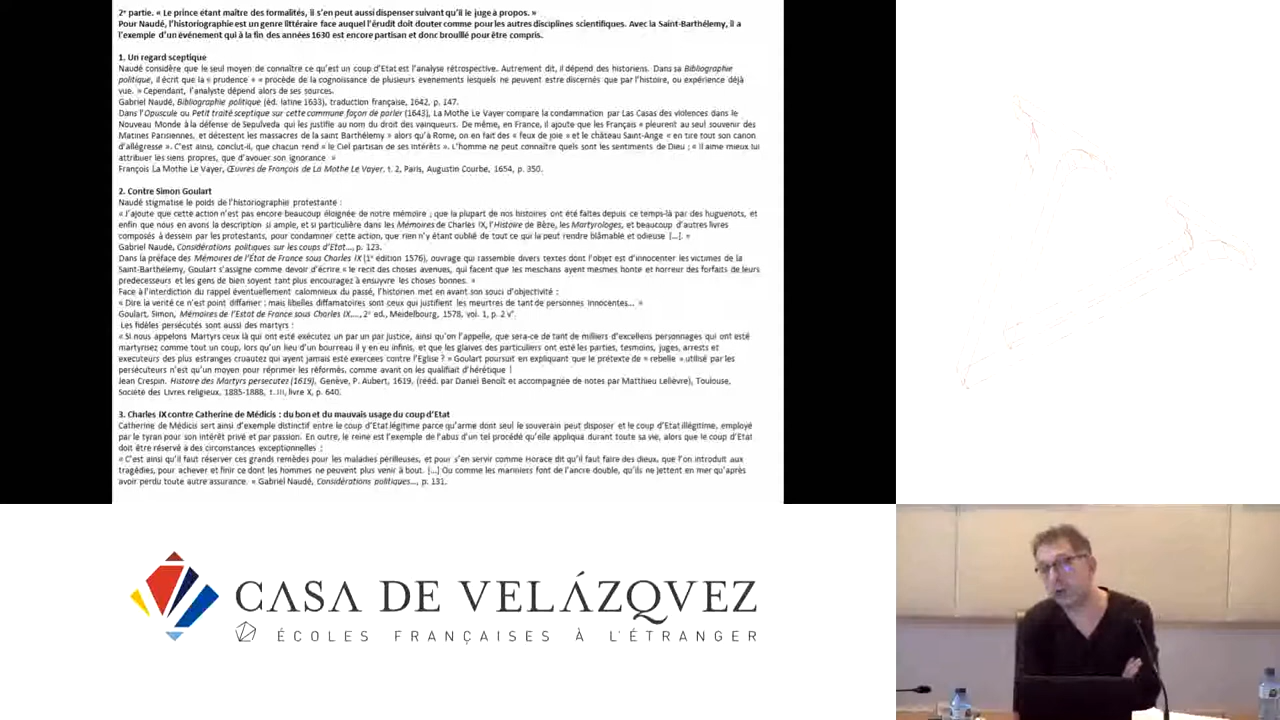 2e partie. « Le prince étant maître des formalités, il s'en peut aussi dispenser suivant qu'il le juge à propos. »
Pour Naudé, l'historiographie est un genre littéraire face auquel l'érudit doit douter comme pour les autres disciplines scientifiques. Avec la Saint-Barthélemy, il a
l'exemple d'un événement qui à la fin des années 1630 est encore partisan et donc brouillé pour être compris.
1. Un regard sceptique
Naudé considère que le seul moyen de connaître ce qu'est un coup d'Etat est l'analyse rétrospective. Autrement dit, il dépend des historiens. Dans sa Bibliographie
politique, il écrit que la « prudence » « procède de la cognoissance de plusieurs evenements lesquels ne peuvent estre discernés que par l'histoire, ou expérience déjà
vue. » Cependant, l'analyste dépend alors de ses sources.
Gabriel Naudé, Bibliographie politique (éd. latine 1633), traduction française, 1642, p. 147.
Dans l'Opuscule ou Petit traité sceptique sur cette commune façon de parler (1643), La Mothe Le Vayer compare la condamnation par Las Casas des violences dans le
Nouveau Monde à la défense de Sepulveda qui les justifie au nom du droit des vainqueurs. De même, en France, il ajoute que les Français « pleurent au seul souvenir des
Matines Parisiennes, et détestent les massacres de la saint Barthélemy » alors qu'à Rome, on en fait des « feux de joie » et le château Saint-Ange « en tire tout son canon
d'allégresse ». C'est ainsi, conclut-il, que chacun rend « le Ciel partisan de ses intérêts ». L'homme ne peut connaître quels sont les sentiments de Dieu ; « il aime mieux lui
attribuer les siens propres, que d'avouer son ignorance »
François La Mothe Le Vayer, Œuvres de François de La Mothe Le Vayer, t. 2, Paris, Augustin Courbe, 1654, p. 350.
2. Contre Simon Goulart
Naudé stigmatise le poids de l'historiographie protestante :
« J'ajoute que cette action n'est pas encore beaucoup éloignée de notre mémoire ; que la plupart de nos histoires ont été faites depuis ce temps-là par des huguenots, et
enfin que nous en avons la description si ample, et si particulière dans les Mémoires de Charles IX, l'Histoire de Bèze, les Martyrologes, et beaucoup d'autres livres
composés à dessein par les protestants, pour condamner cette action, que rien n'y étant oublié de tout ce qui la peut rendre blâmable et odieuse [...]. »
Gabriel Naudé, Considérations politiques sur les coups d'Etat..., p. 123.
Dans la préface des Mémoires de l'Etat de France sous Charles IX (1e édition 1576), ouvrage qui rassemble divers textes dont l'objet est d'innocenter les victimes de la
Saint-Barthelemy, Goulart s'assigne comme devoir d'écrire « le recit des choses avenues, qui facent que les meschans ayent mesmes honte et horreur des forfaits de leurs
predecesseurs et les gens de bien soyent tant plus encouragez à ensuyvre les choses bonnes. »
Face à l'interdiction du rappel éventuellement calomnieux du passé, l'historien met en avant son souci d'objectivité :
« Dire la verité ce n'est point diffamer ; mais libelles diffamatoires sont ceux qui justifient les meurtres de tant de personnes innocentes... »
Goulart, Simon, Mémoires de l'Estat de France sous Charles IX..., 2e ed., Meidelbourg, 1578, vol. 1, p. 2 v°.
Les fidèles persécutés sont aussi des martyrs :
« Si nous appelons Martyrs ceux là qui ont esté exécutez un par un par justice, ainsi qu'on l'appelle, que sera-ce de tant de milliers d'excellens personnages qui ont esté
martyrisez comme tout en un coup, lors qu'un lieu d'un bourreau il y en eu infinis, et que les glaives des particuliers ont esté les parties, tesmoins, juges, arrests et
executeurs des plus estranges cruautez qui ayent jamais esté exercees contre l'Eglise ? » Goulart poursuit en expliquant que le prétexte de « rebelle » utilisé par les
persécuteurs n'est qu'un moyen pour réprimer les réformés, comme avant on les qualifiait d'hérétique !
Jean Crespin. Histoire des Martyrs persecutez (1619), Genève, P. Aubert, 1619, (rééd. par Daniel Benoît et accompagnée de notes par Matthieu Lelièvre), Toulouse,
Société des Livres religieux, 1885-1888, t. III, livre X, p. 640.
3. Charles IX contre Catherine de Médicis : du bon et du mauvais usage du coup d'Etat
Catherine de Médicis sert ainsi d'exemple distinctif entre le coup d'Etat légitime parce qu'arme dont seul le souverain peut disposer et le coup d'Etat illégitime, employé
par le tyran pour son intérêt privé et par passion. En outre, le reine est l'exemple de l'abus d'un tel procédé qu'elle appliqua durant toute sa vie, alors que le coup d'Etat
doit être réservé à des circonstances exceptionnelles :
« C'est ainsi qu'il faut réserver ces grands remèdes pour les maladies périlleuses, et pour s'en servir comme Horace dit qu'il faut faire des dieux, que l'on introduit aux
tragédies, pour achever et finir ce dont les hommes ne peuvent plus venir à bout. [...] Ou comme les mariniers font de l'ancre double, qu'ils ne jettent en mer qu'après
avoir perdu toute autre assurance. » Gabriel Naudé, Considérations politiques..., p. 131.
CASA DE VELÁZQVEZ
ÉCOLES FRANÇAISES À L'ÉTRANGER